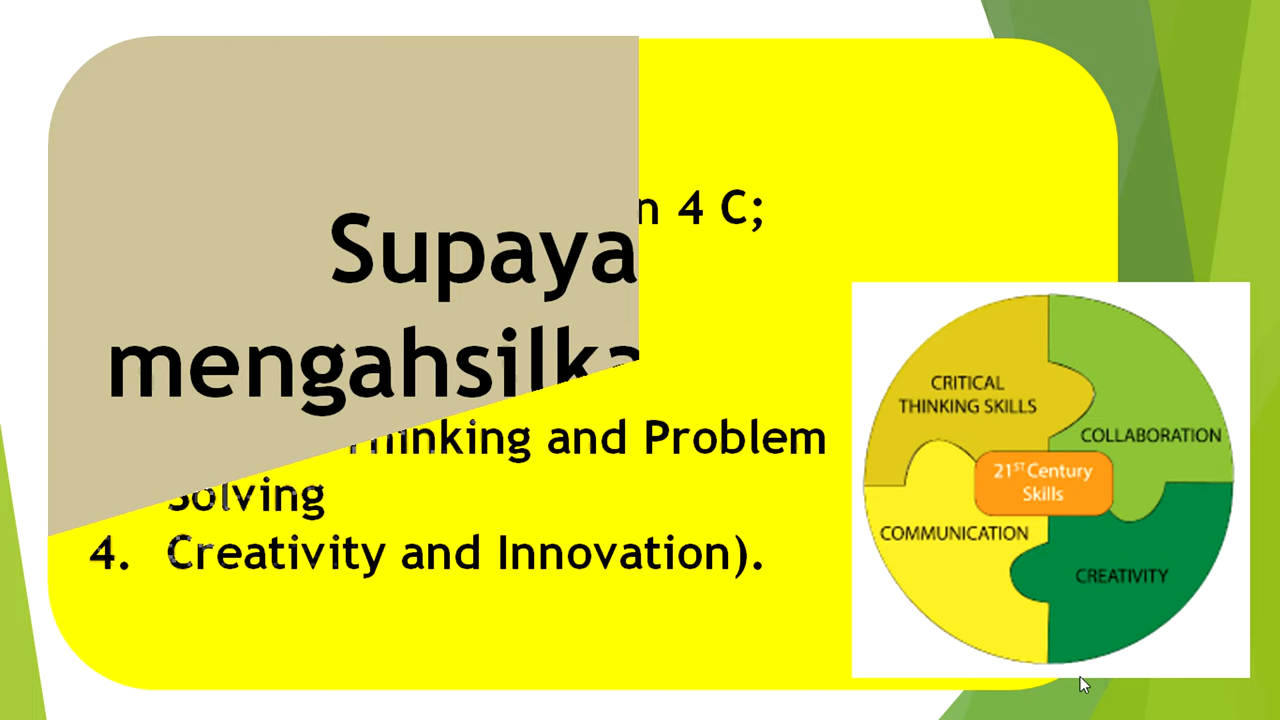 n 4 C;
Supaya
mengahsilka
Thinking and Problem
Solving
4. Creativity and Innovation).
CRITICAL
THINKING SKILLS
COLLABORATION
21ST Century
Skills
COMMUNICATION
CREATIVITY